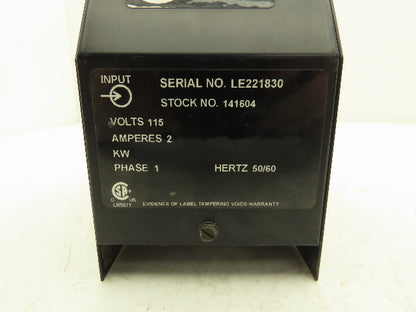 INPUT
SERIAL NO. LE221830
STOCK NO. 141604
VOLTS 115
AMPERES 2
KW
PHASE 1 HERTZ 50/60
LR5071 EVIDENCE OF LABEL TAMPERING VOIDS WARRANTY